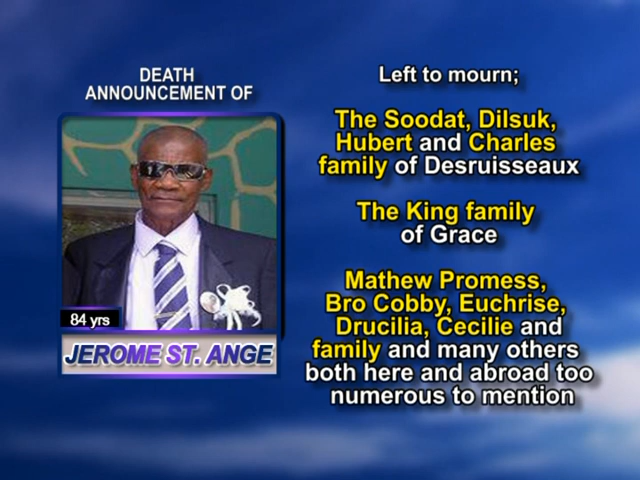 DEATH
ANNOUNCEMENT OF
84 yrs
JEROME ST. ANGE
Left to mourn;
The Soodat, Dilsuk,
Hubert and Charles
family of Desruisseaux
The King family
of Grace
Mathew Promess,
Bro Cobby, Euchrise,
Drucilia, Cecilie and
family and many others
both here and abroad too
numerous to mention